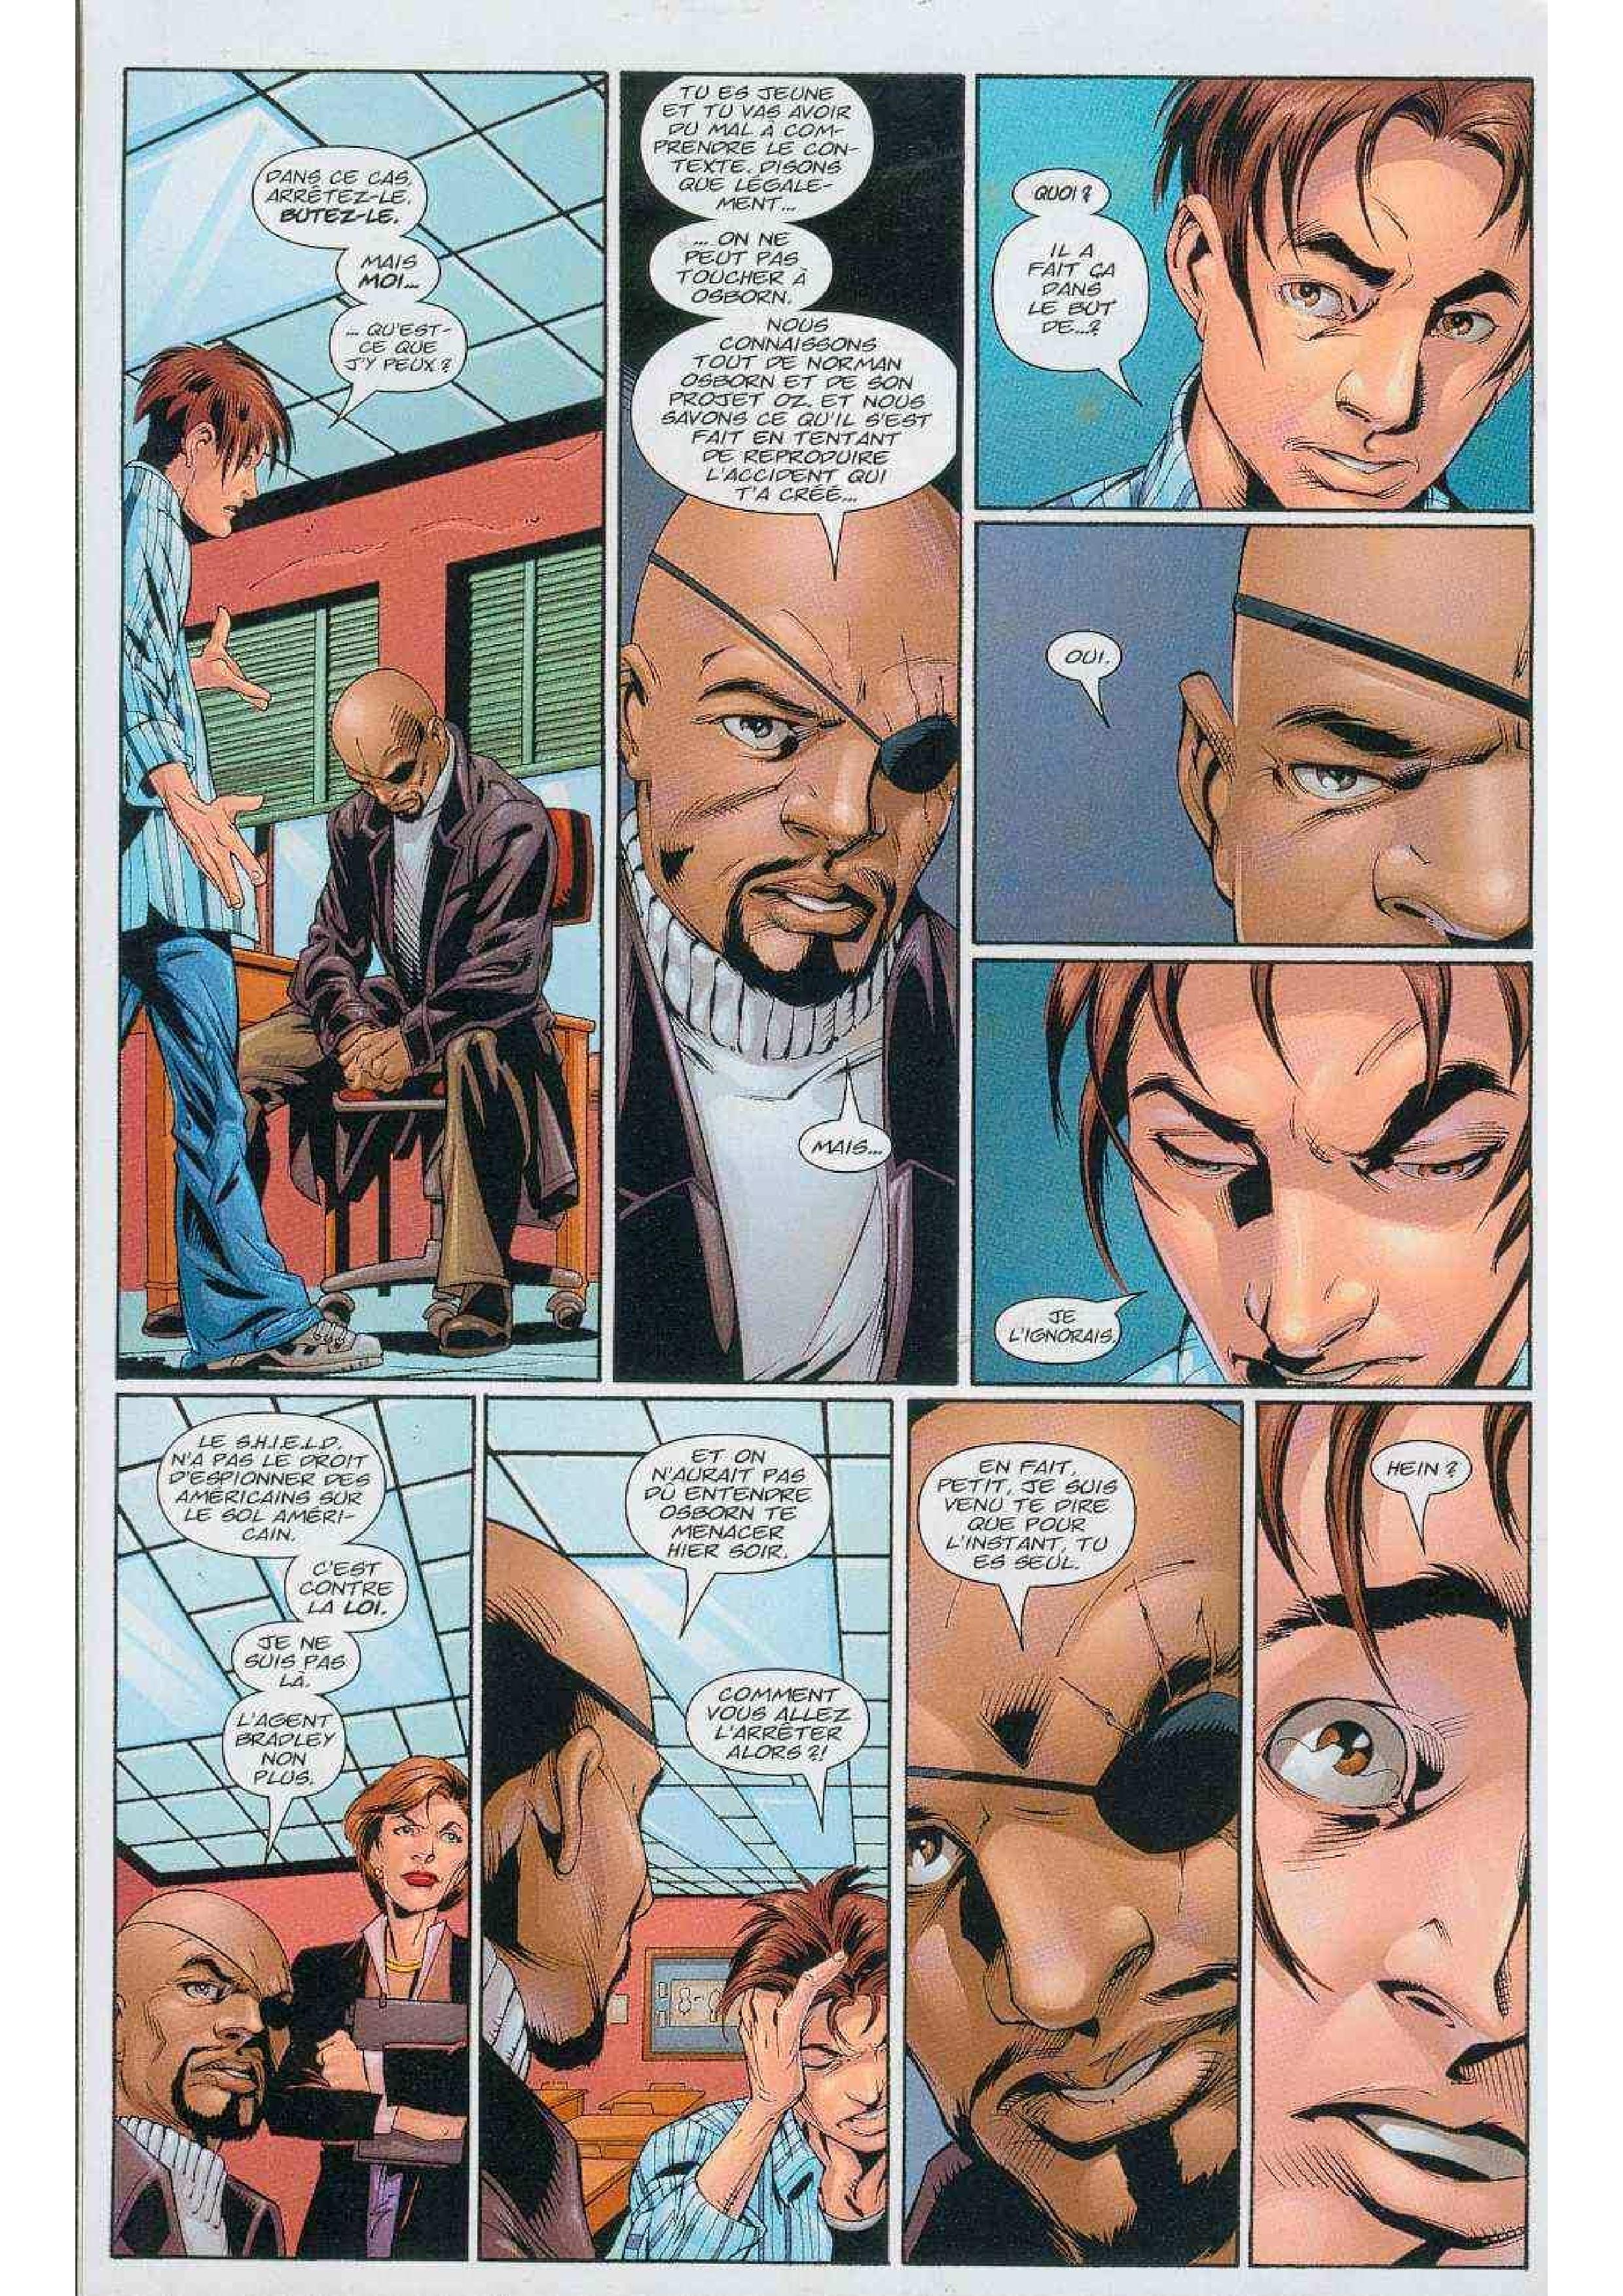 DANS CE CAS,
ARRÊTEZ-LE.
BUTEZ-LE.
MAIS
MOI...
... QU'EST-
CE QUE
J'Y PEUX ?
TU ES JEUNE
ET TU VAS AVOIR
DU MAL À COM-
PRENDRE LE CON-
TEXTE. DISONS
QUE LÉGALE-
MENT...
... ON NE
PEUT PAS
TOUCHER À
OSBORN.
NOUS
CONNAISSONS
TOUT DE NORMAN
OSBORN ET DE SON
PROJET OZ. ET NOUS
SAVONS CE QU'IL S'EST
FAIT EN TENTANT
DE REPRODUIRE
L'ACCIDENT QUI
T'A CRÉÉ...
MAIS...
QUOI ?
IL A
FAIT ÇA
DANS
LE BUT
DE...?
OUI.
JE
L'IGNORAIS.
LE S.H.I.E.L.D.
N'A PAS LE DROIT
D'ESPIONNER DES
AMÉRICAINS SUR
LE SOL AMÉRI-
CAIN.
C'EST
CONTRE
LA LOI.
JE NE
SUIS PAS
LÀ.
L'AGENT
BRADLEY
NON
PLUS.
ET ON
N'AURAIT PAS
DÛ ENTENDRE
OSBORN TE
MENACER
HIER SOIR.
COMMENT
VOUS ALLEZ
L'ARRÊTER
ALORS ?!
EN FAIT,
PETIT, JE SUIS
VENU TE DIRE
QUE POUR
L'INSTANT, TU
ES SEUL.
HEIN ?